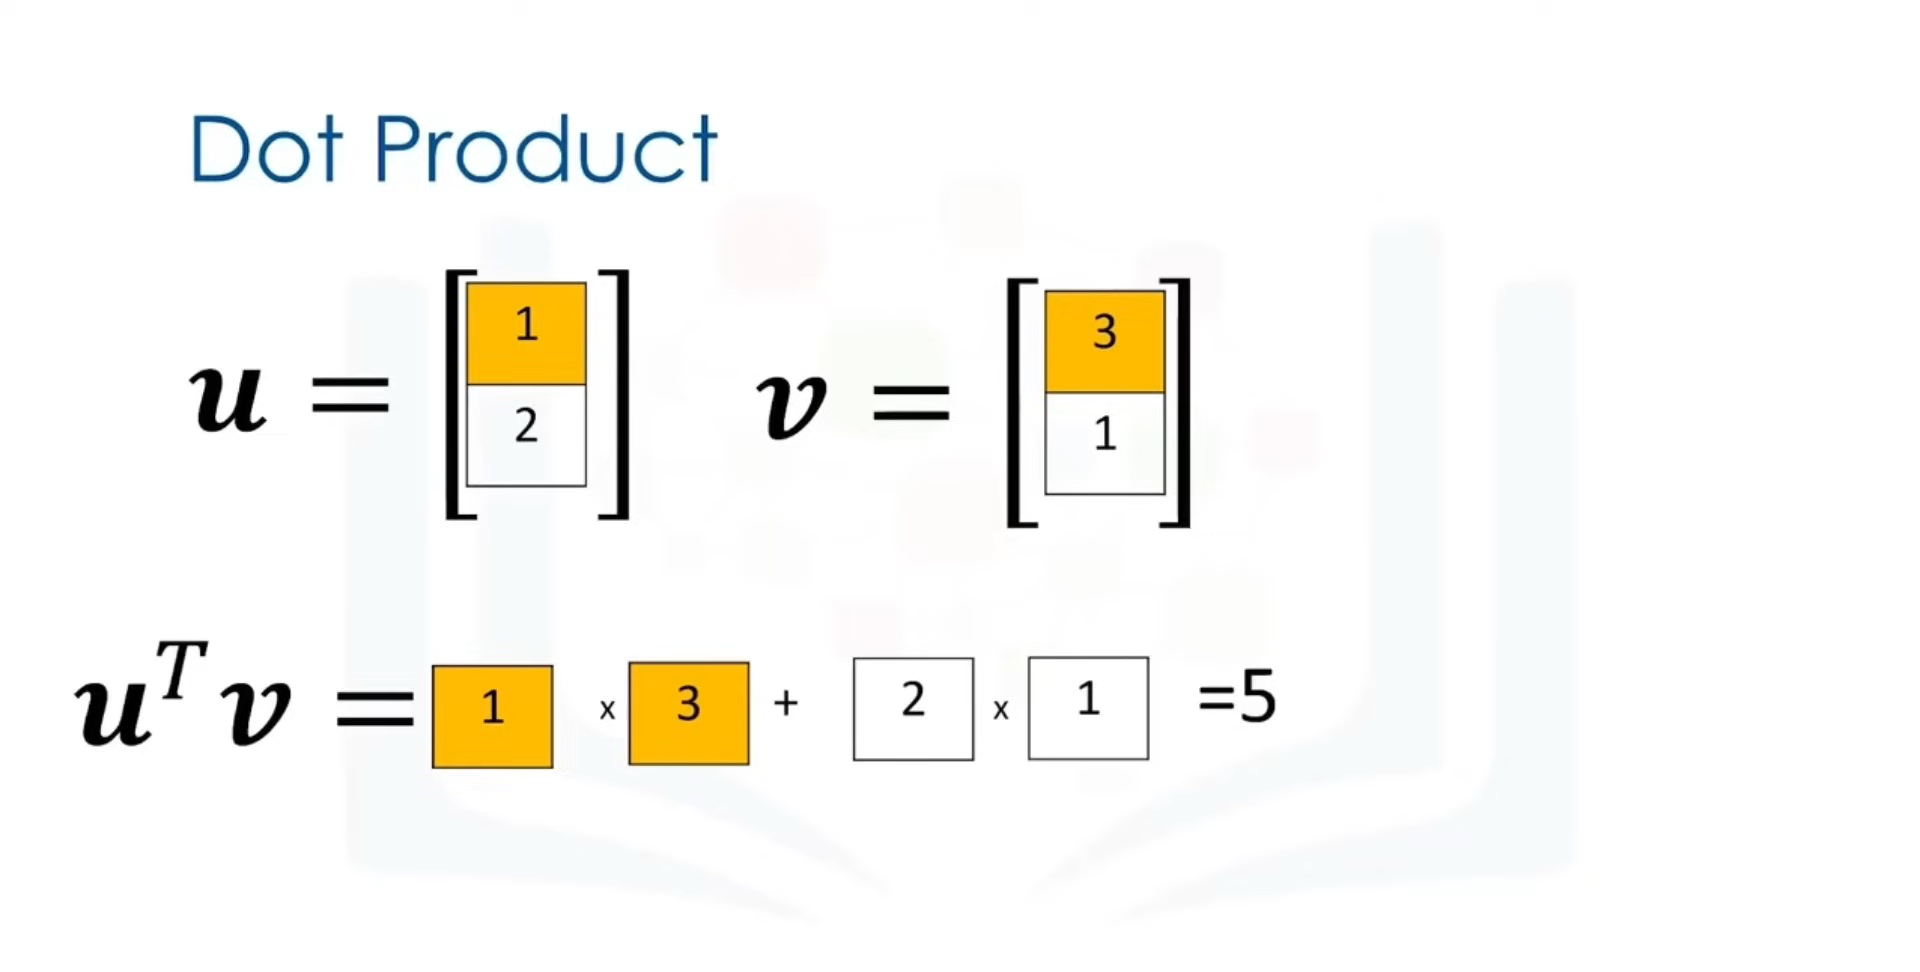 Dot Product
u = [ 1 2 ] v = [ 3 1 ]
u^T v = 1 x 3 + 2 x 1 =5